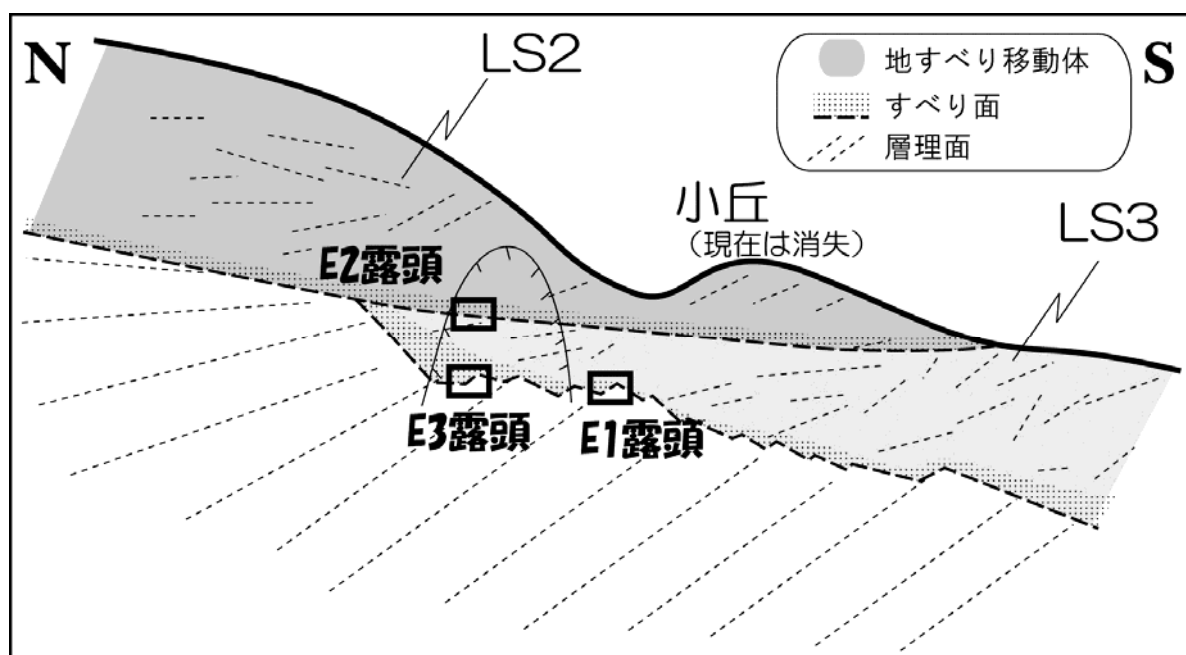 N
LS2
S
地すべり移動体
すべり面
層理面
小丘
(現在は消失)
LS3
E2露頭
E3露頭
E1露頭